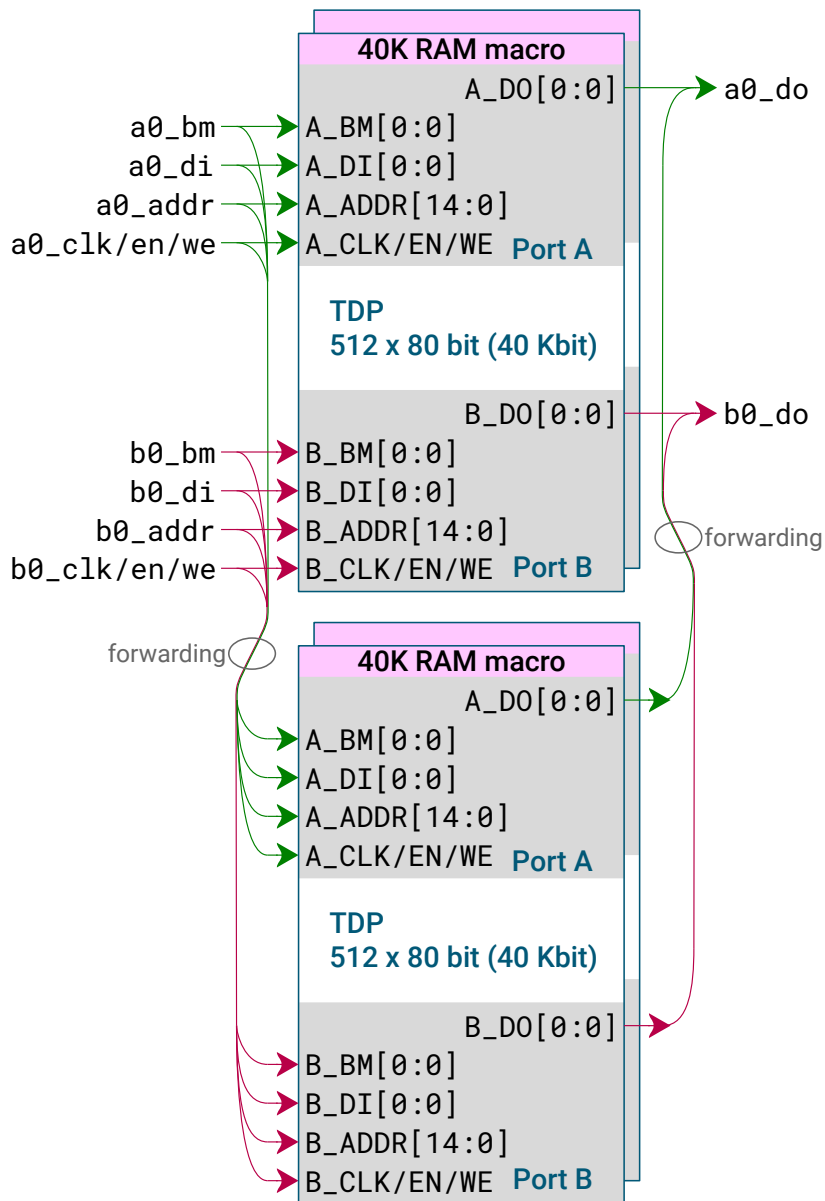 40K RAM macro
A_DO[0:0]
a0_do
a0_bm
A_BM[0:0]
a0_di
A_DI[0:0]
a0_addr
A_ADDR[14:0]
a0_clk/en/we
A_CLK/EN/WE
Port A
TDP
512 x 80 bit (40 Kbit)
B_DO[0:0]
b0_do
b0_bm
B_BM[0:0]
b0_di
B_DI[0:0]
b0_addr
B_ADDR[14:0]
b0_clk/en/we
B_CLK/EN/WE
Port B
forwarding
forwarding
40K RAM macro
A_DO[0:0]
A_BM[0:0]
A_DI[0:0]
A_ADDR[14:0]
A_CLK/EN/WE
Port A
TDP
512 x 80 bit (40 Kbit)
B_DO[0:0]
B_BM[0:0]
B_DI[0:0]
B_ADDR[14:0]
B_CLK/EN/WE
Port B